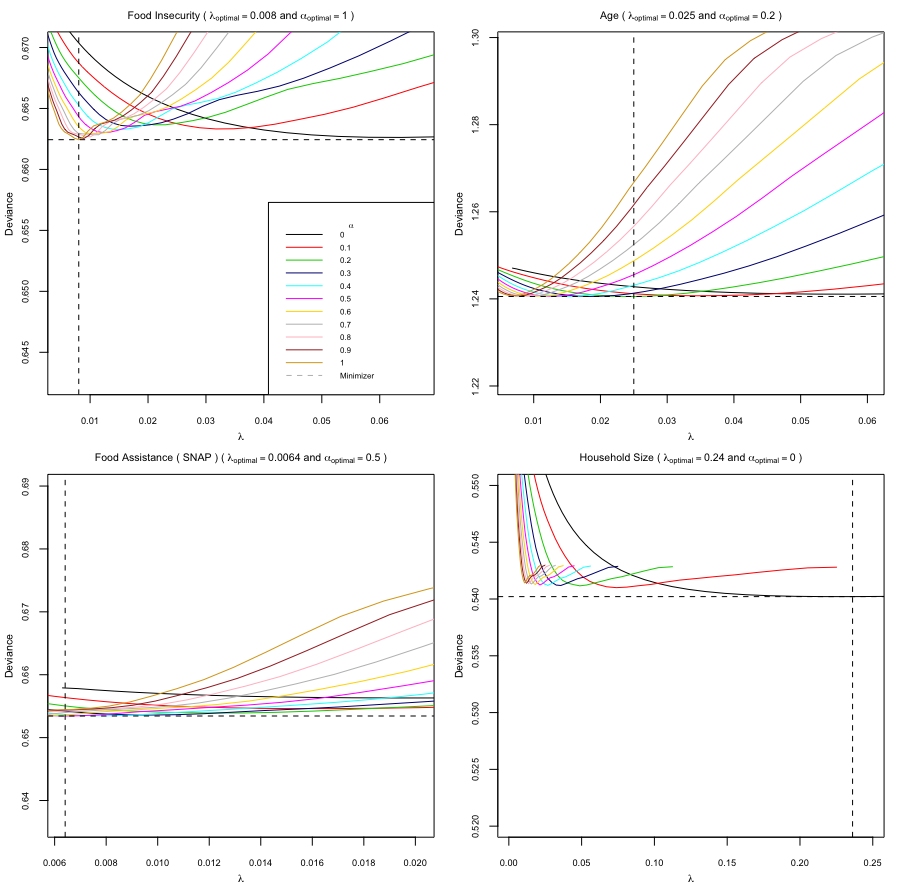 Food Insecurity ( λoptimal = 0.008 and αoptimal = 1 )
Deviance
0.670
0.665
0.660
0.655
0.650
0.645
α
0
0.1
0.2
0.3
0.4
0.5
0.6
0.7
0.8
0.9
1
Minimizer
0.01 0.02 0.03 0.04 0.05 0.06
λ
Age ( λoptimal = 0.025 and αoptimal = 0.2 )
Deviance
1.30
1.28
1.26
1.24
1.22
0.01 0.02 0.03 0.04 0.05 0.06
λ
Food Assistance ( SNAP ) ( λoptimal = 0.0064 and αoptimal = 0.5 )
Deviance
0.69
0.68
0.67
0.66
0.65
0.64
0.006 0.008 0.010 0.012 0.014 0.016 0.018 0.020
λ
Household Size ( λoptimal = 0.24 and αoptimal = 0 )
Deviance
0.550
0.545
0.540
0.535
0.530
0.525
0.520
0.00 0.05 0.10 0.15 0.20 0.25
λ